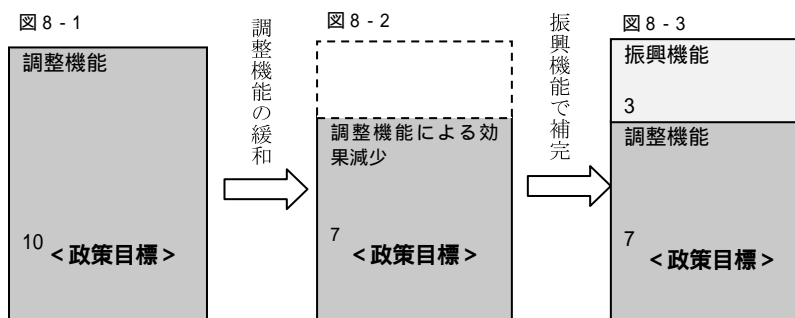 図8-1
調整機能
10
<政策目標>
調整機能の緩和
図8-2
調整機能による効
果減少
7
<政策目標>
振興機能で補完
図8-3
振興機能
3
調整機能
7
<政策目標>